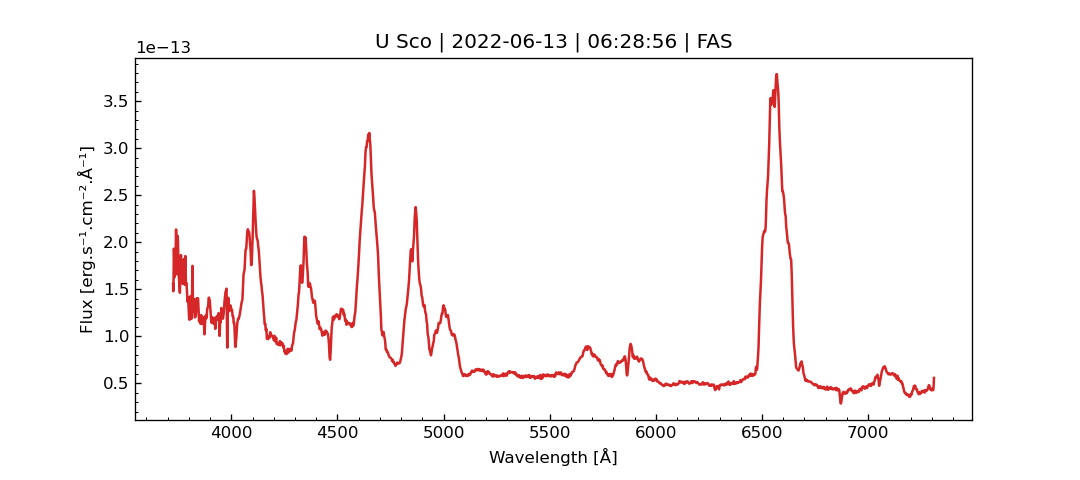 U Sco | 2022-06-13 | 06:28:56 | FAS
1e−13
3.5
3.0
2.5
2.0
1.5
1.0
0.5
Flux [erg.s⁻¹.cm⁻².Å⁻¹]
4000 4500 5000 5500 6000 6500 7000
Wavelength [Å]